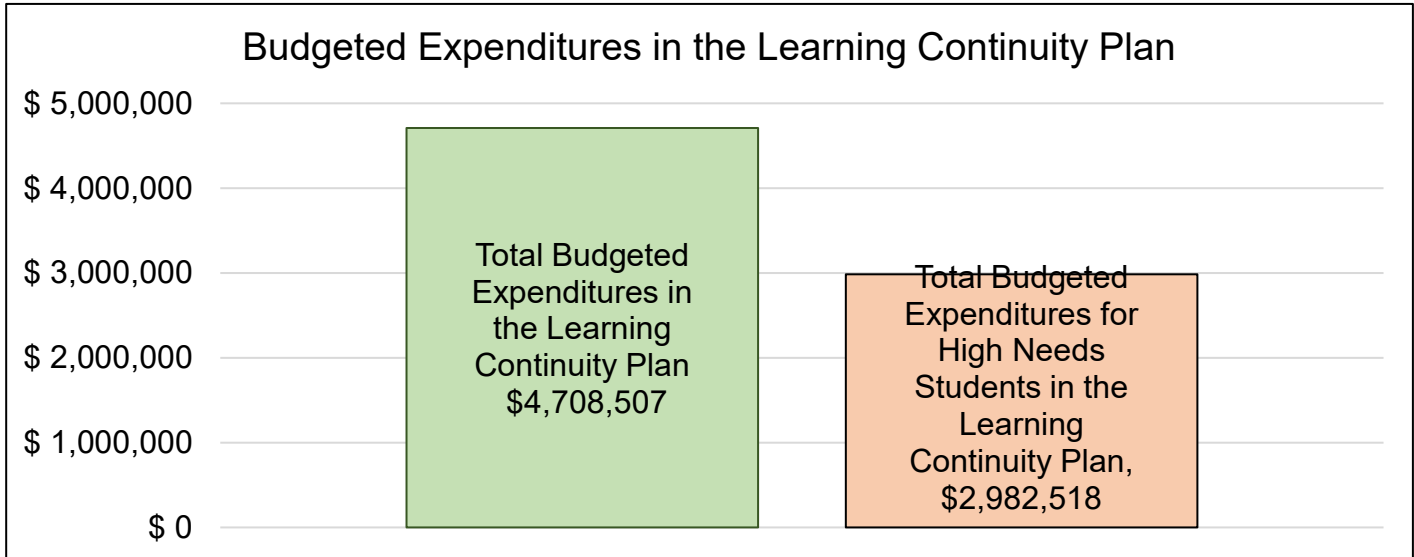 Budgeted Expenditures in the Learning Continuity Plan
$ 5,000,000
$ 4,000,000
$ 3,000,000
$ 2,000,000
$ 1,000,000
$ 0
Total Budgeted
Expenditures in
the Learning
Continuity Plan
$4,708,507
Total Budgeted
Expenditures for
High Needs
Students in the
Learning
Continuity Plan,
$2,982,518